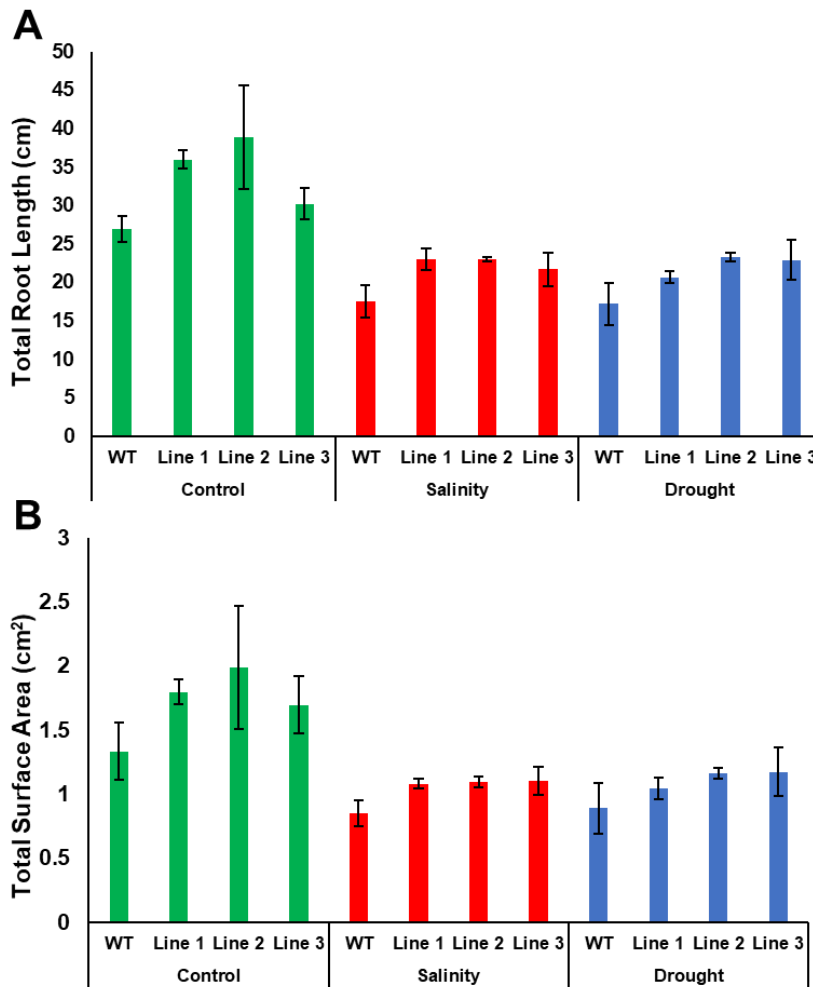 A
Total Root Length (cm)
50
45
40
35
30
25
20
15
10
5
0
WT Line 1 Line 2 Line 3 WT Line 1 Line 2 Line 3 WT Line 1 Line 2 Line 3
Control Salinity Drought
B
Total Surface Area (cm²)
3
2.5
2
1.5
1
0.5
0
WT Line 1 Line 2 Line 3 WT Line 1 Line 2 Line 3 WT Line 1 Line 2 Line 3
Control Salinity Drought